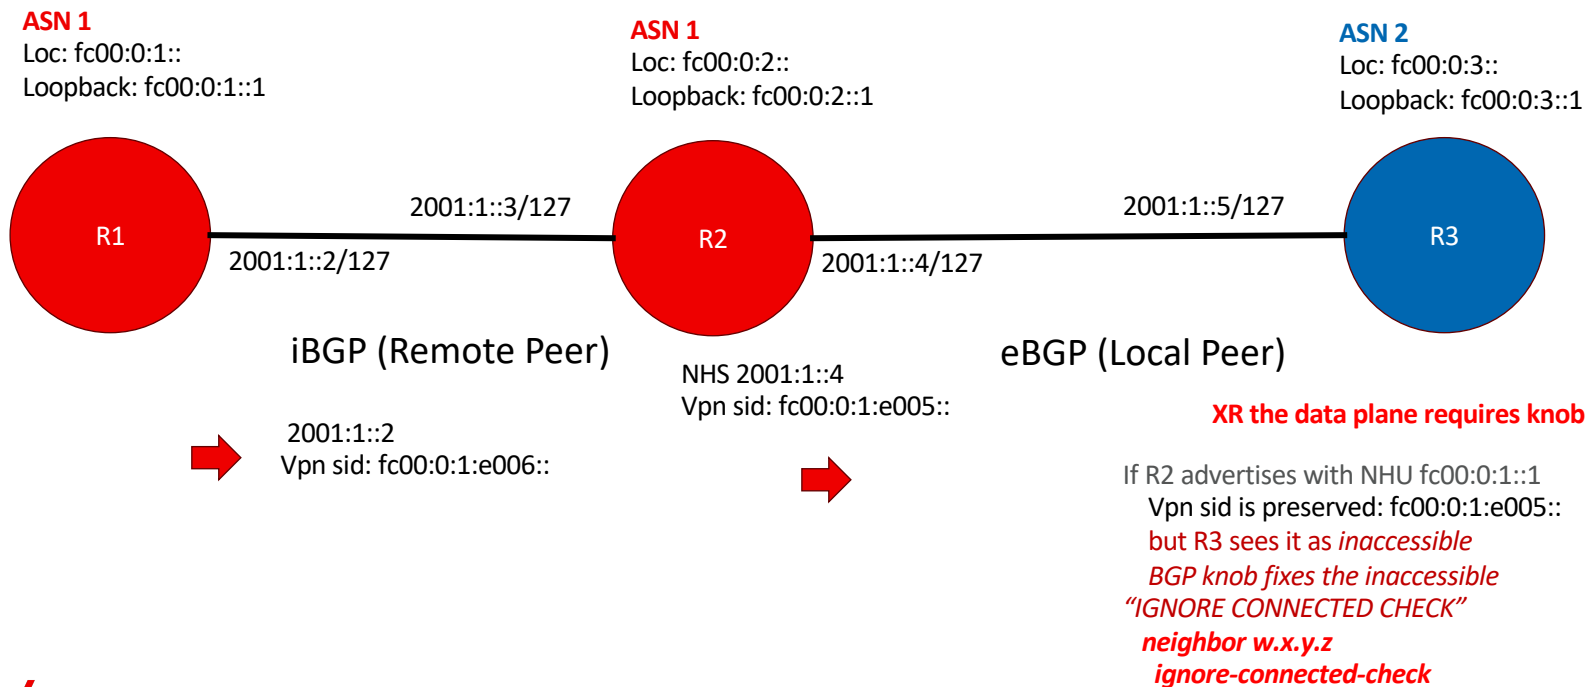 ASN 1
Loc: fc00:0:1::
Loopback: fc00:0:1::1
ASN 1
Loc: fc00:0:2::
Loopback: fc00:0:2::1
ASN 2
Loc: fc00:0:3::
Loopback: fc00:0:3::1
R1
2001:1::3/127
2001:1::2/127
R2
2001:1::5/127
2001:1::4/127
R3
iBGP (Remote Peer)
eBGP (Local Peer)
NHS 2001:1::4
Vpn sid: fc00:0:1:e005::
2001:1::2
Vpn sid: fc00:0:1:e006::
XR the data plane requires knob
If R2 advertises with NHU fc00:0:1::1
Vpn sid is preserved: fc00:0:1:e005::
but R3 sees it as inaccessible
BGP knob fixes the inaccessible
“IGNORE CONNECTED CHECK”
neighbor w.x.y.z
ignore-connected-check